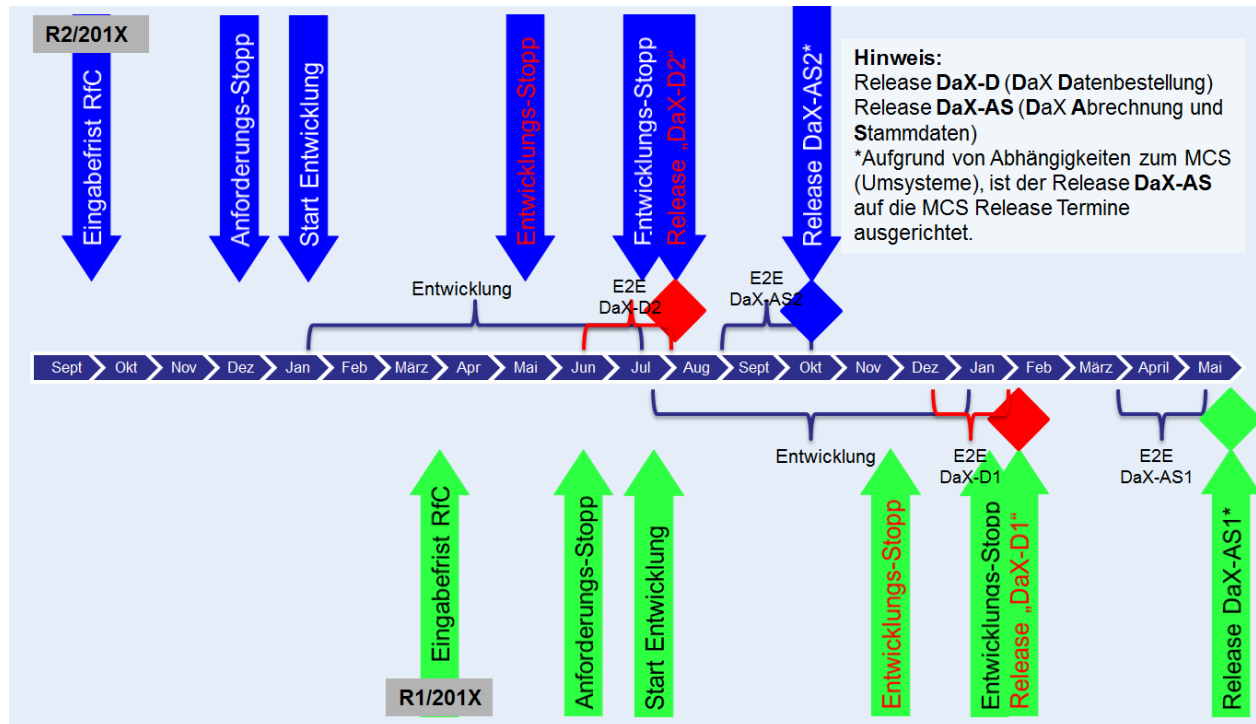 R2/201X
Eingabefrist RfC
Anforderungs-Stopp
Start Entwicklung
Entwicklungs-Stopp
Entwicklungs-Stopp
Release „DaX-D2“
Release DaX-AS2*
Hinweis:
Release DaX-D (DaX Datenbestellung)
Release DaX-AS (DaX Abrechnung und
Stammdaten)
*Aufgrund von Abhängigkeiten zum MCS
(Umsysteme), ist der Release DaX-AS
auf die MCS Release Termine
ausgerichtet.
Entwicklung
E2E
DaX-D2
E2E
DaX-AS2
Sept Okt Nov Dez Jan Feb März Apr Mai Jun Jul Aug Sept Okt Nov Dez Jan Feb März April Mai
Entwicklung
E2E
DaX-D1
E2E
DaX-AS1
Eingabefrist RfC
Anforderungs-Stopp
Start Entwicklung
Entwicklungs-Stopp
Entwicklungs-Stopp
Release „DaX-D1“
Release DaX-AS1*
R1/201X